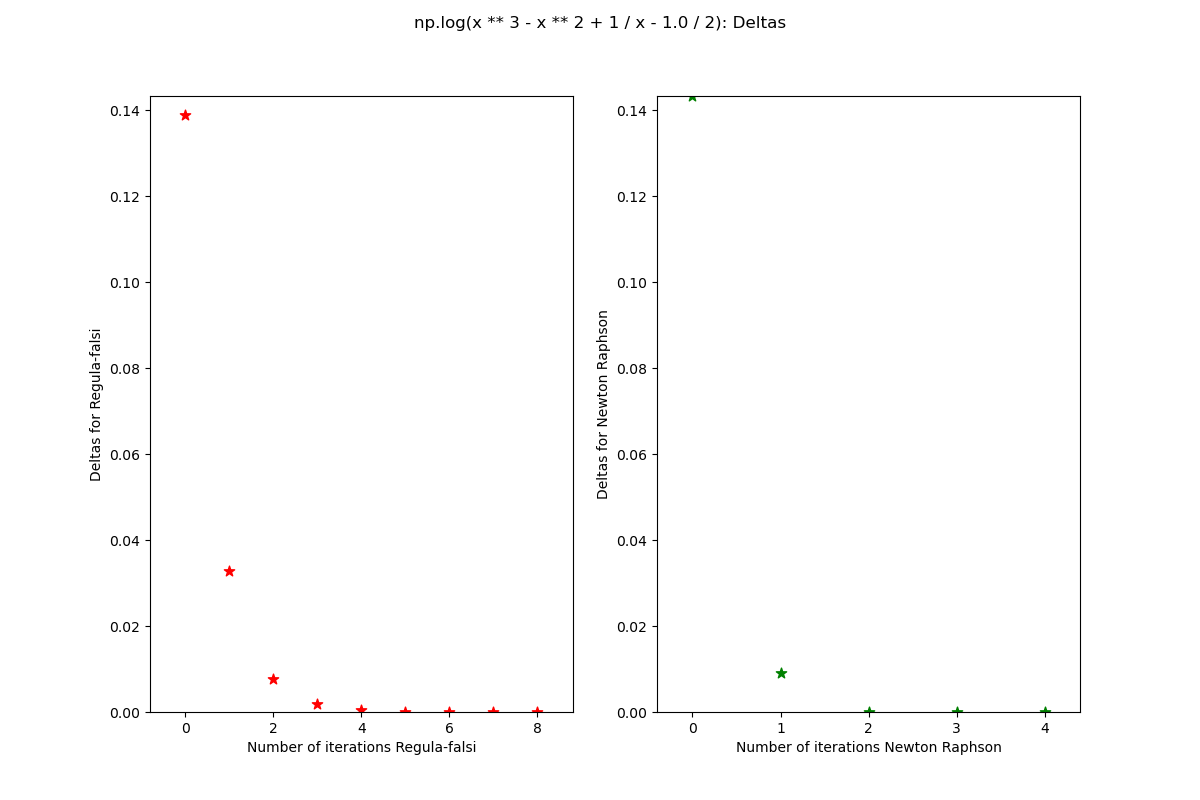 np.log(x ** 3 - x ** 2 + 1 / x - 1.0 / 2): Deltas
0.14
0.12
0.10
0.08
0.06
0.04
0.02
0.00
Deltas for Regula-falsi
0 2 4 6 8
Number of iterations Regula-falsi
0.14
0.12
0.10
0.08
0.06
0.04
0.02
0.00
Deltas for Newton Raphson
0 1 2 3 4
Number of iterations Newton Raphson